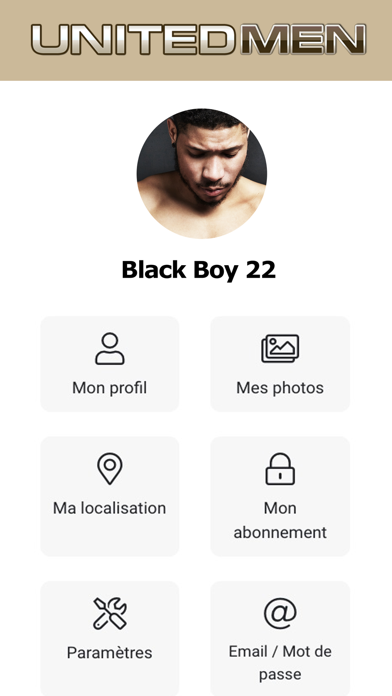 UNITEDMEN
Black Boy 22
Mon profil
Mes photos
Ma localisation
Mon
abonnement
Paramètres
Email / Mot de
passe